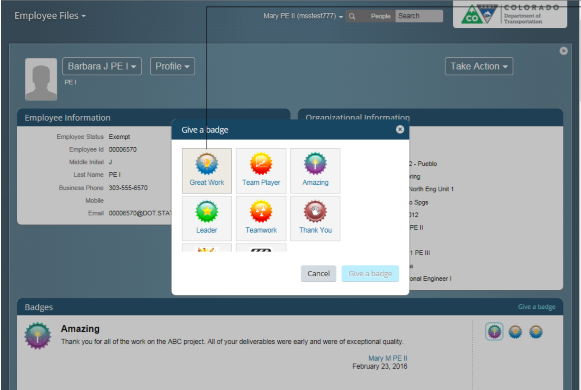 Employee Files
Mary PE II (msstest777)
People
Search
COLORADO
Department of
Transportation
CO
Barbara J PE I
Profile
Take Action
PE I
Employee Information
Organizational Information
Employee Status Exempt
Employee Id 00006570
Middle Initial J
Last Name PE I
Business Phone 303-555-6570
Mobile
Email 00006570@DOT.STAT
2 - Pueblo
ring
North Eng Unit 1
o Spgs
012
PE II
1 PE III
onal Engineer I
Give a badge
Great Work
Team Player
Amazing
Leader
Teamwork
Thank You
Cancel
Give a badge
Badges
Give a badge
Amazing
Thank you for all of the work on the ABC project. All of your deliverables were early and were of exceptional quality.
Mary M PE II
February 23, 2016